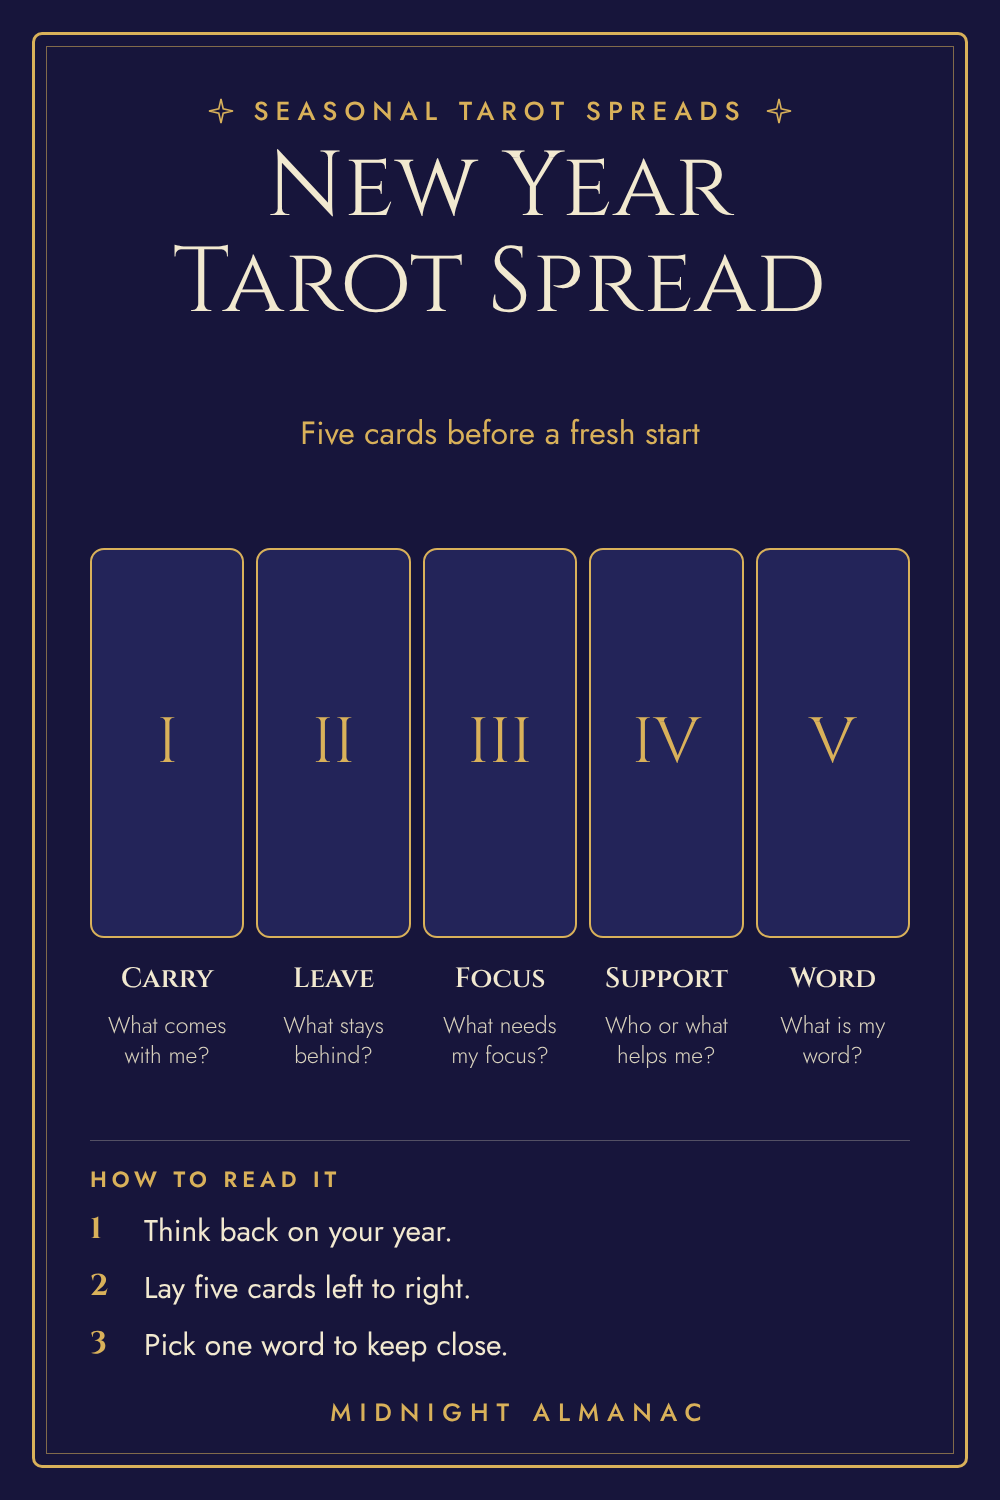 SEASONAL TAROT SPREADS
New Year
Tarot Spread
Five cards before a fresh start
I
II
III
IV
V
Carry
What comes
with me?
Leave
What stays
behind?
Focus
What needs
my focus?
Support
Who or what
helps me?
Word
What is my
word?
HOW TO READ IT
1 Think back on your year.
2 Lay five cards left to right.
3 Pick one word to keep close.
MIDNIGHT ALMANAC